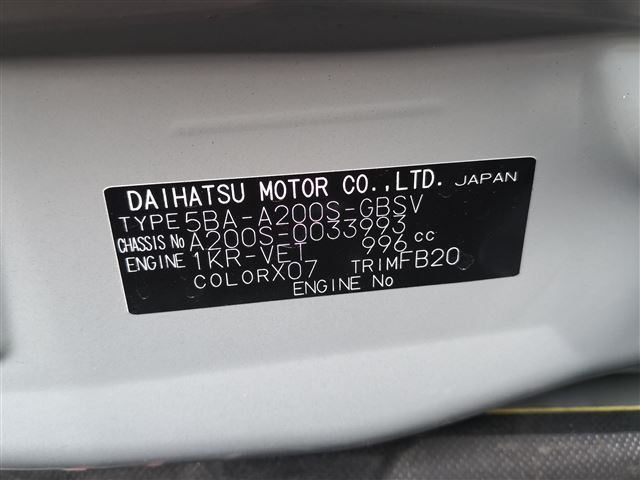 DAIHATSU MOTOR CO.,LTD. JAPAN
TYPE 5BA-A200S-GBSV
CHASSIS No A200S-0033993
ENGINE 1KR-VET 996 cc
COLOR X07 TRIM FB20
ENGINE No